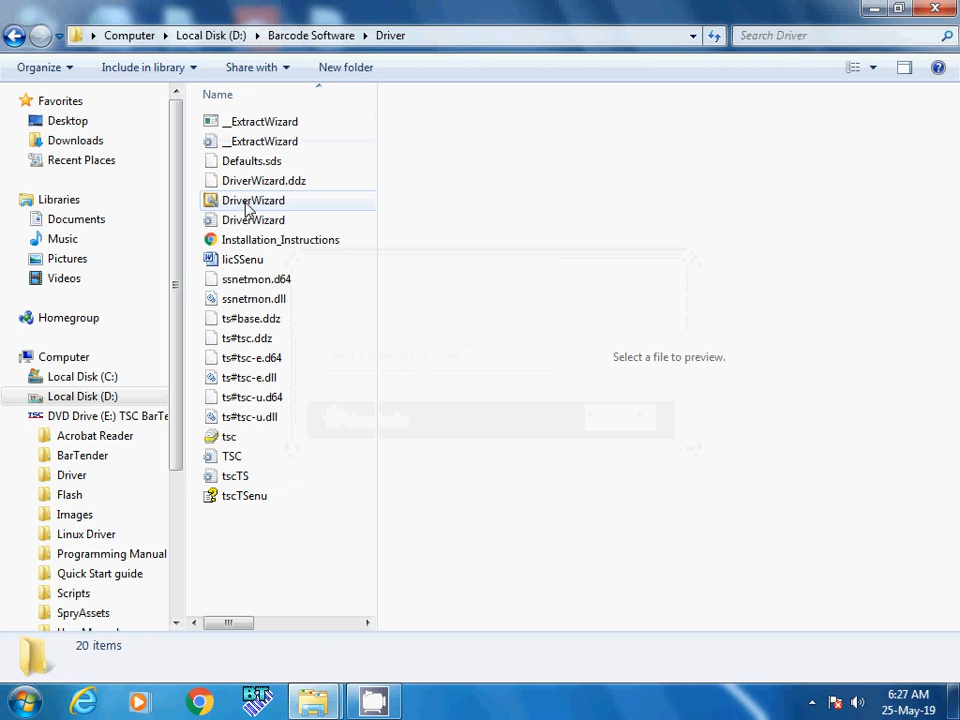 Computer Local Disk (D:) Barcode Software Driver
Search Driver
Organize Include in library Share with New folder
Favorites
Desktop
Downloads
Recent Places
Libraries
Documents
Music
Pictures
Videos
Homegroup
Computer
Local Disk (C:)
Local Disk (D:)
TSC DVD Drive (E:) TSC BarTe
Acrobat Reader
BarTender
Driver
Flash
Images
Linux Driver
Programming Manual
Quick Start guide
Scripts
SpryAssets
Name
__ExtractWizard
__ExtractWizard
Defaults.sds
DriverWizard.ddz
DriverWizard
DriverWizard
Installation_Instructions
licSSenu
ssnetmon.d64
ssnetmon.dll
ts#base.ddz
ts#tsc.ddz
ts#tsc-e.d64
ts#tsc-e.dll
ts#tsc-u.d64
ts#tsc-u.dll
tsc
TSC
tscTS
tscTSenu
Select a file to preview.
20 items
BT
6:27 AM
25-May-19